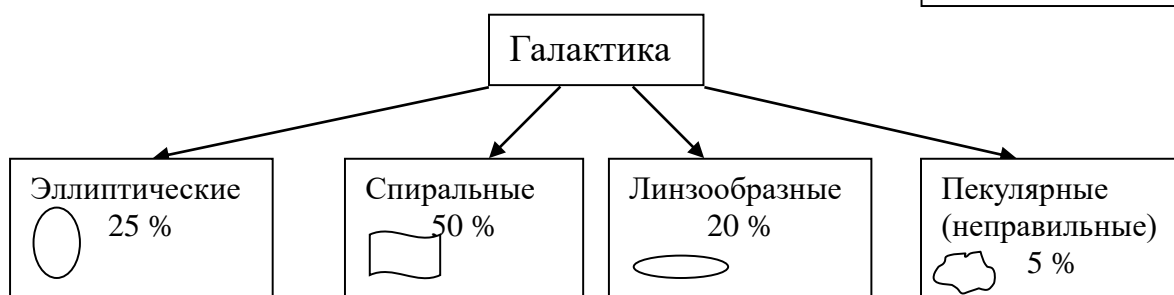 Галактика
Эллиптические
25 %
Спиральные
50 %
Линзообразные
20 %
Пекулярные
(неправильные)
5 %